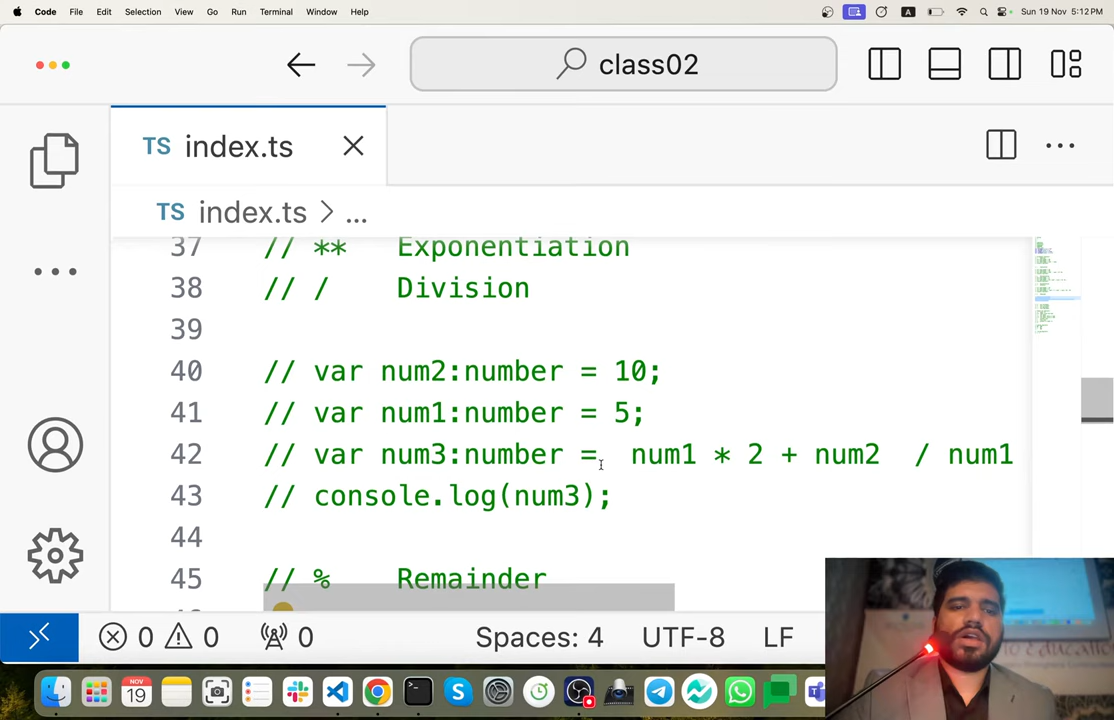 Code File Edit Selection View Go Run Terminal Window Help A Sun 19 Nov 5:12 PM
class02
TS index.ts
TS index.ts > ...
37 // ** Exponentiation
38 // / Division
39
40 // var num2:number = 10;
41 // var num1:number = 5;
42 // var num3:number = num1 * 2 + num2 / num1
43 // console.log(num3);
44
45 // % Remainder
0 0 0 Spaces: 4 UTF-8 LF
NOV
19